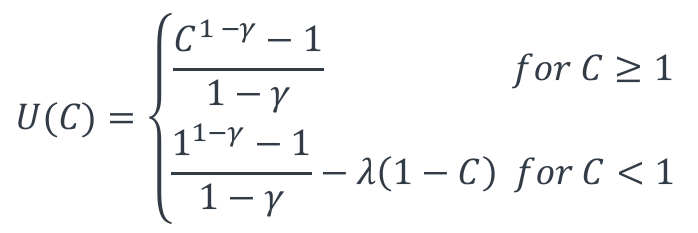 U(C) = { (C^(1−γ) − 1)/(1 − γ) for C ≥ 1
(1^(1−γ) − 1)/(1 − γ) − λ(1 − C) for C < 1